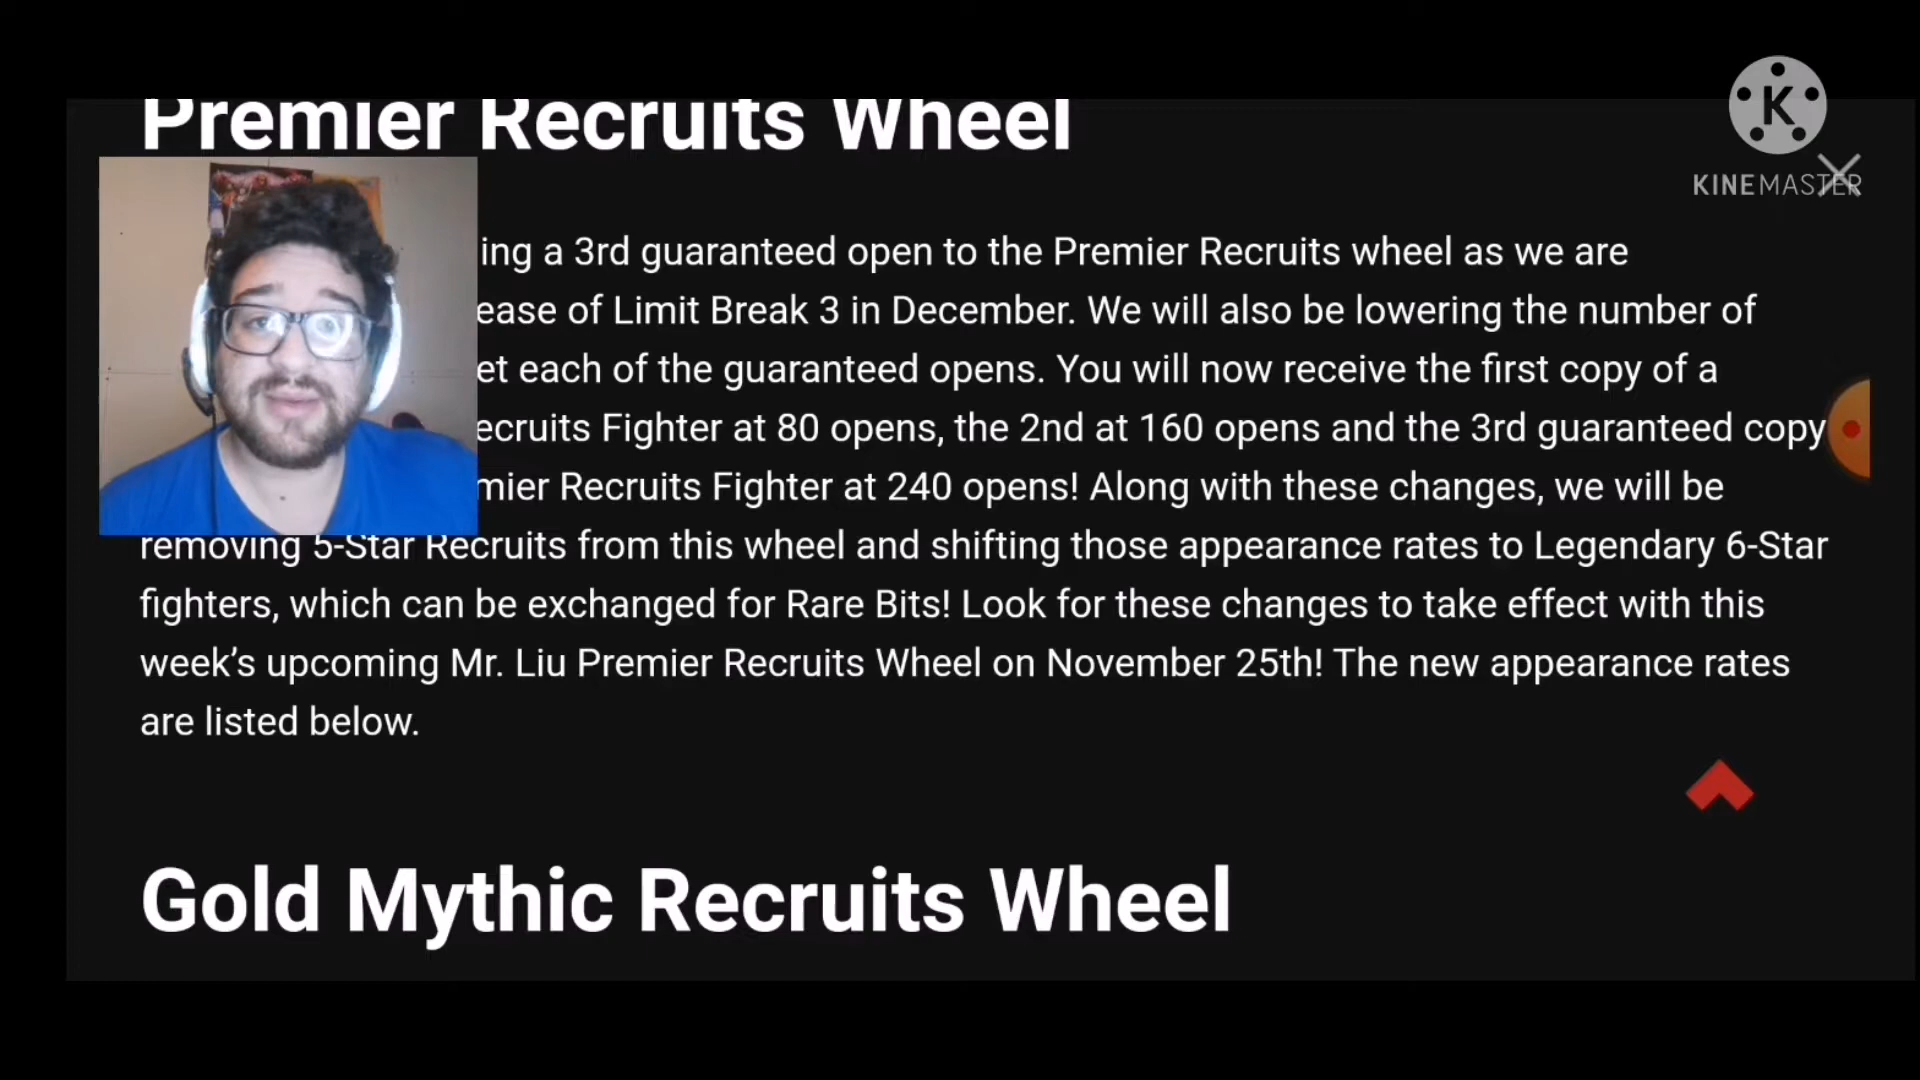 Premier Recruits Wheel
KINEMASTER
ing a 3rd guaranteed open to the Premier Recruits wheel as we are
ease of Limit Break 3 in December. We will also be lowering the number of
et each of the guaranteed opens. You will now receive the first copy of a
ecruits Fighter at 80 opens, the 2nd at 160 opens and the 3rd guaranteed copy
mier Recruits Fighter at 240 opens! Along with these changes, we will be
removing 5-Star Recruits from this wheel and shifting those appearance rates to Legendary 6-Star
fighters, which can be exchanged for Rare Bits! Look for these changes to take effect with this
week’s upcoming Mr. Liu Premier Recruits Wheel on November 25th! The new appearance rates
are listed below.
Gold Mythic Recruits Wheel